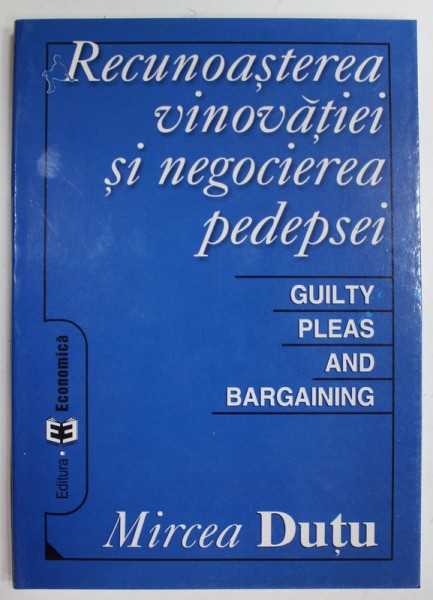 Recunoașterea
vinovăției
și negocierea
pedepsei
GUILTY
PLEAS
AND
BARGAINING
Editura • Economică
Mircea Duțu